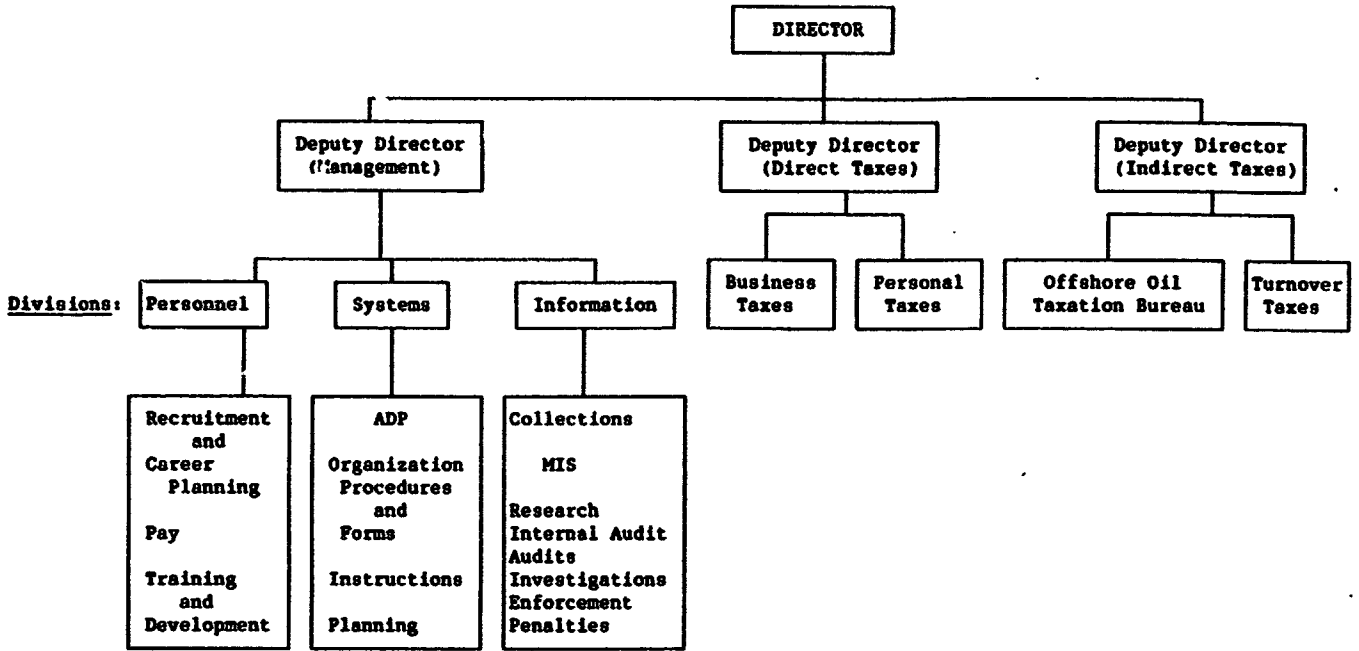 DIRECTOR
Deputy Director
(Management)
Deputy Director
(Direct Taxes)
Deputy Director
(Indirect Taxes)
Divisions:
Personnel
Systems
Information
Business
Taxes
Personal
Taxes
Offshore Oil
Taxation Bureau
Turnover
Taxes
Recruitment
and
Career
Planning
Pay
Training
and
Development
ADP
Organization
Procedures
and
Forms
Instructions
Planning
Collections
MIS
Research
Internal Audit
Audits
Investigations
Enforcement
Penalties